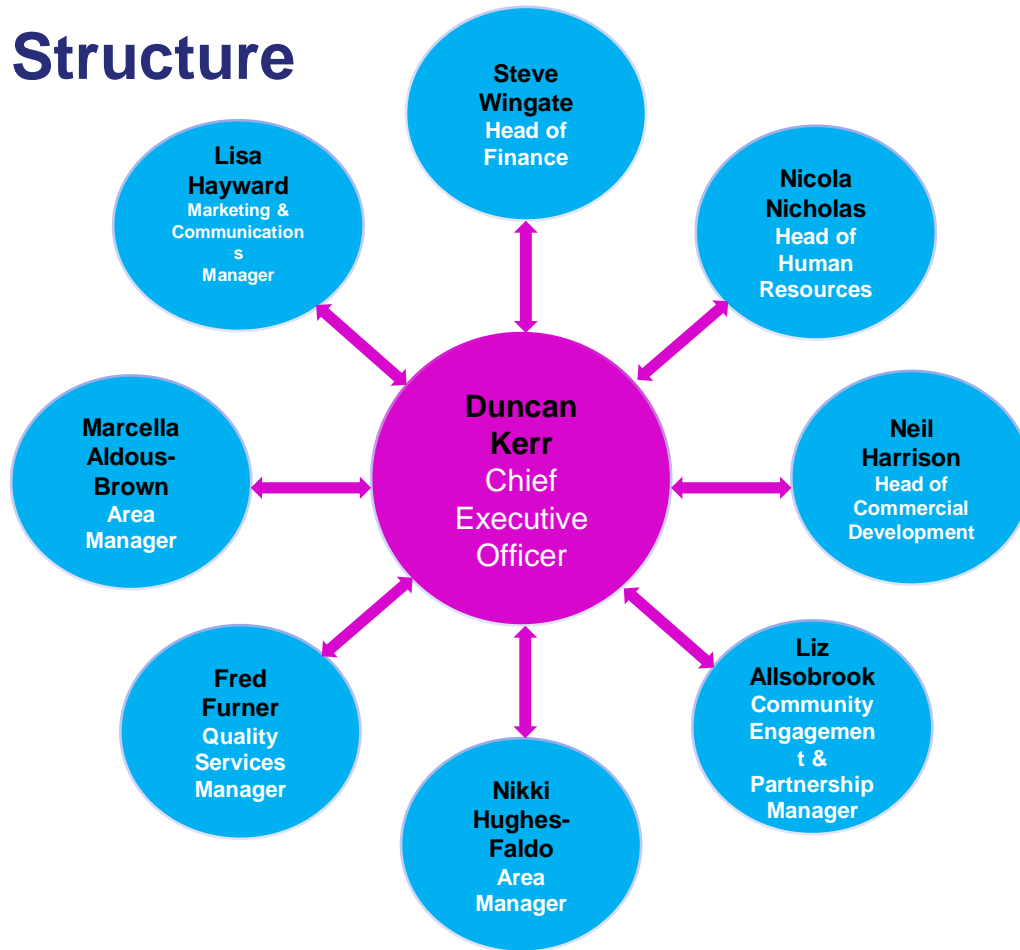 Structure
Steve
Wingate
Head of
Finance
Nicola
Nicholas
Head of
Human
Resources
Neil
Harrison
Head of
Commercial
Development
Liz
Allsobrook
Community
Engagemen
t &
Partnership
Manager
Nikki
Hughes-
Faldo
Area
Manager
Fred
Furner
Quality
Services
Manager
Marcella
Aldous-
Brown
Area
Manager
Lisa
Hayward
Marketing &
Communication
s
Manager
Duncan
Kerr
Chief
Executive
Officer